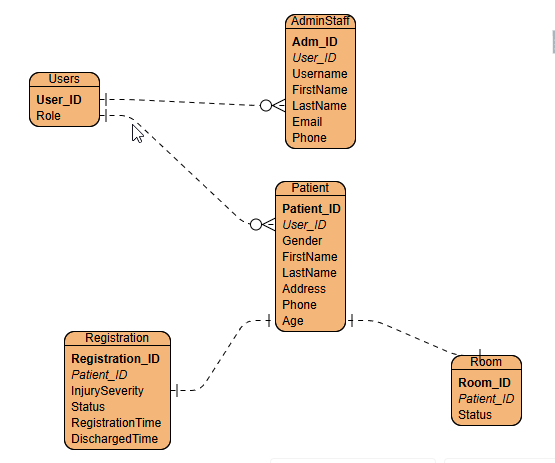 AdminStaff
Adm_ID
User_ID
Username
FirstName
LastName
Email
Phone
Users
User_ID
Role
Patient
Patient_ID
User_ID
Gender
FirstName
LastName
Address
Phone
Age
Registration
Registration_ID
Patient_ID
InjurySeverity
Status
RegistrationTime
DischargedTime
Room
Room_ID
Patient_ID
Status